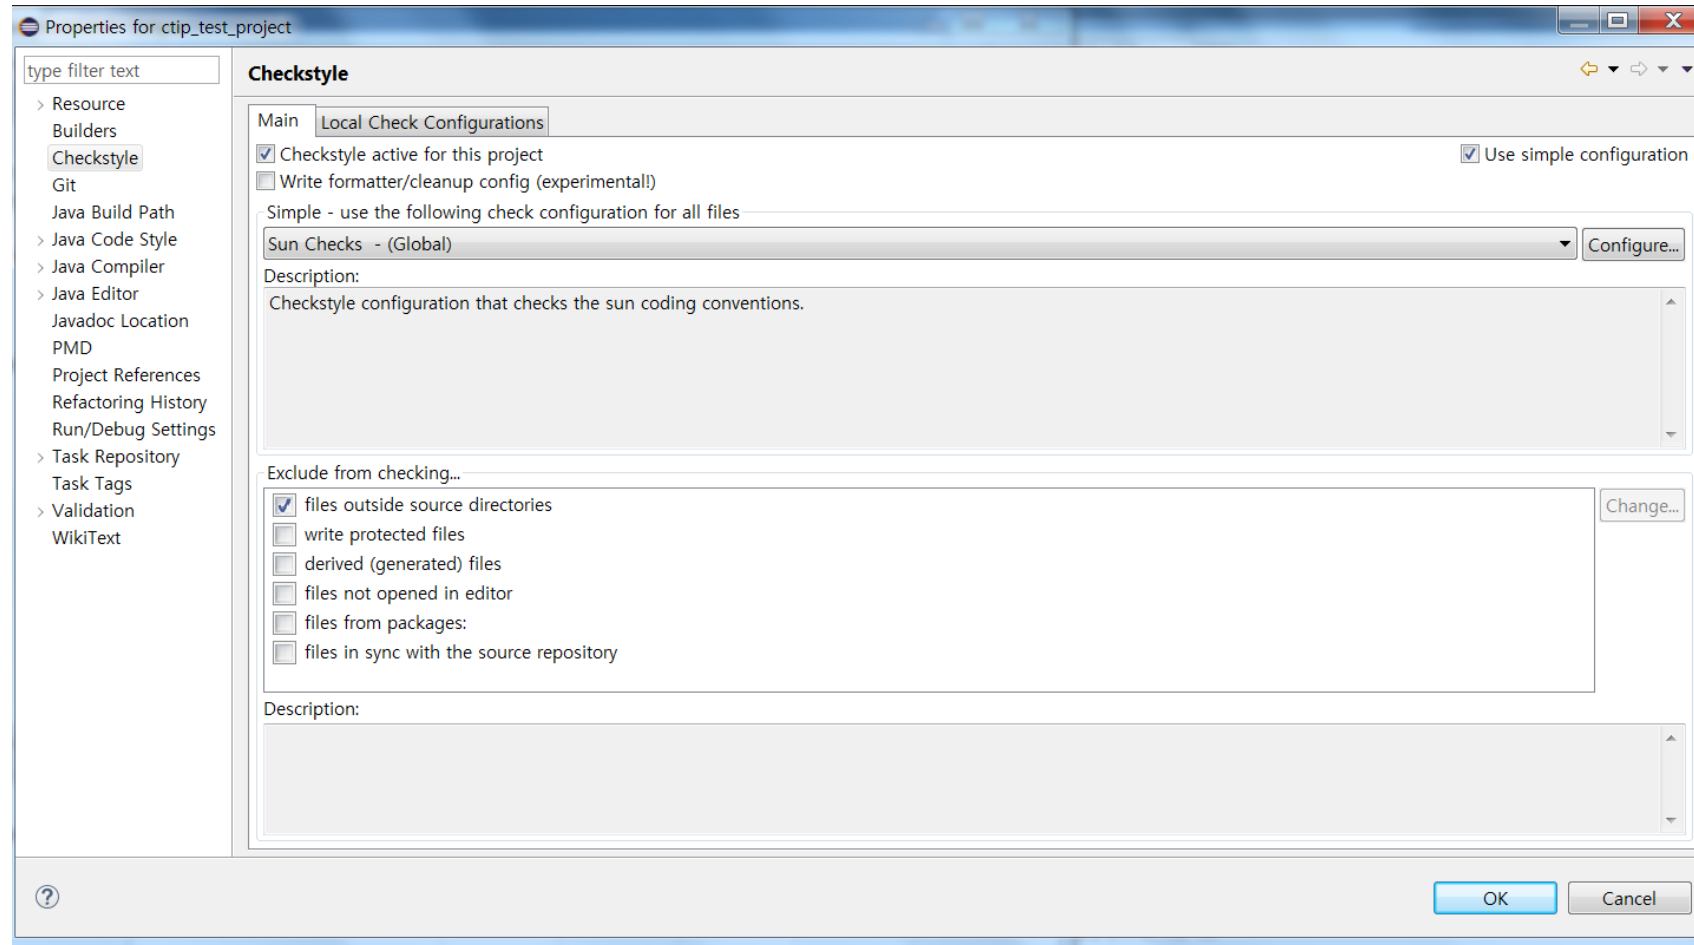 Properties for ctip_test_project
type filter text
Resource
Builders
Checkstyle
Git
Java Build Path
Java Code Style
Java Compiler
Java Editor
Javadoc Location
PMD
Project References
Refactoring History
Run/Debug Settings
Task Repository
Task Tags
Validation
WikiText
Checkstyle
Main
Local Check Configurations
Checkstyle active for this project
Use simple configuration
Write formatter/cleanup config (experimental!)
Simple - use the following check configuration for all files
Sun Checks - (Global)
Configure...
Description:
Checkstyle configuration that checks the sun coding conventions.
Exclude from checking...
files outside source directories
Change...
write protected files
derived (generated) files
files not opened in editor
files from packages:
files in sync with the source repository
Description:
OK
Cancel